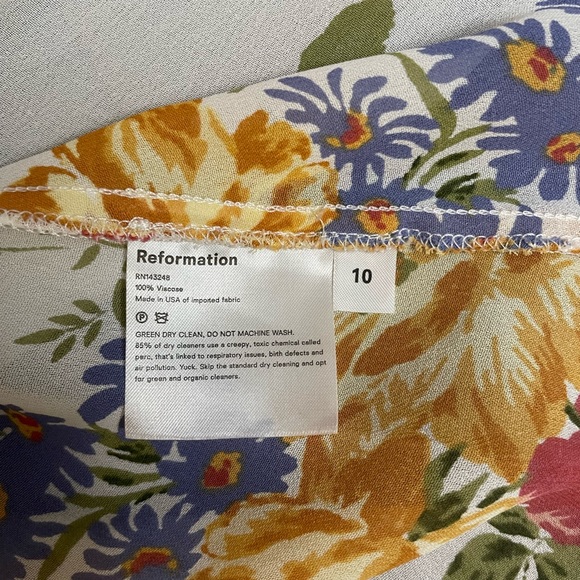 Reformation
RN143248
100% Viscose
Made in USA of imported fabric
P
GREEN DRY CLEAN, DO NOT MACHINE WASH.
85% of dry cleaners use a creepy, toxic chemical called
perc, that's linked to respiratory issues, birth defects and
air pollution. Yuck. Skip the standard dry cleaning and opt
for green and organic cleaners.
10